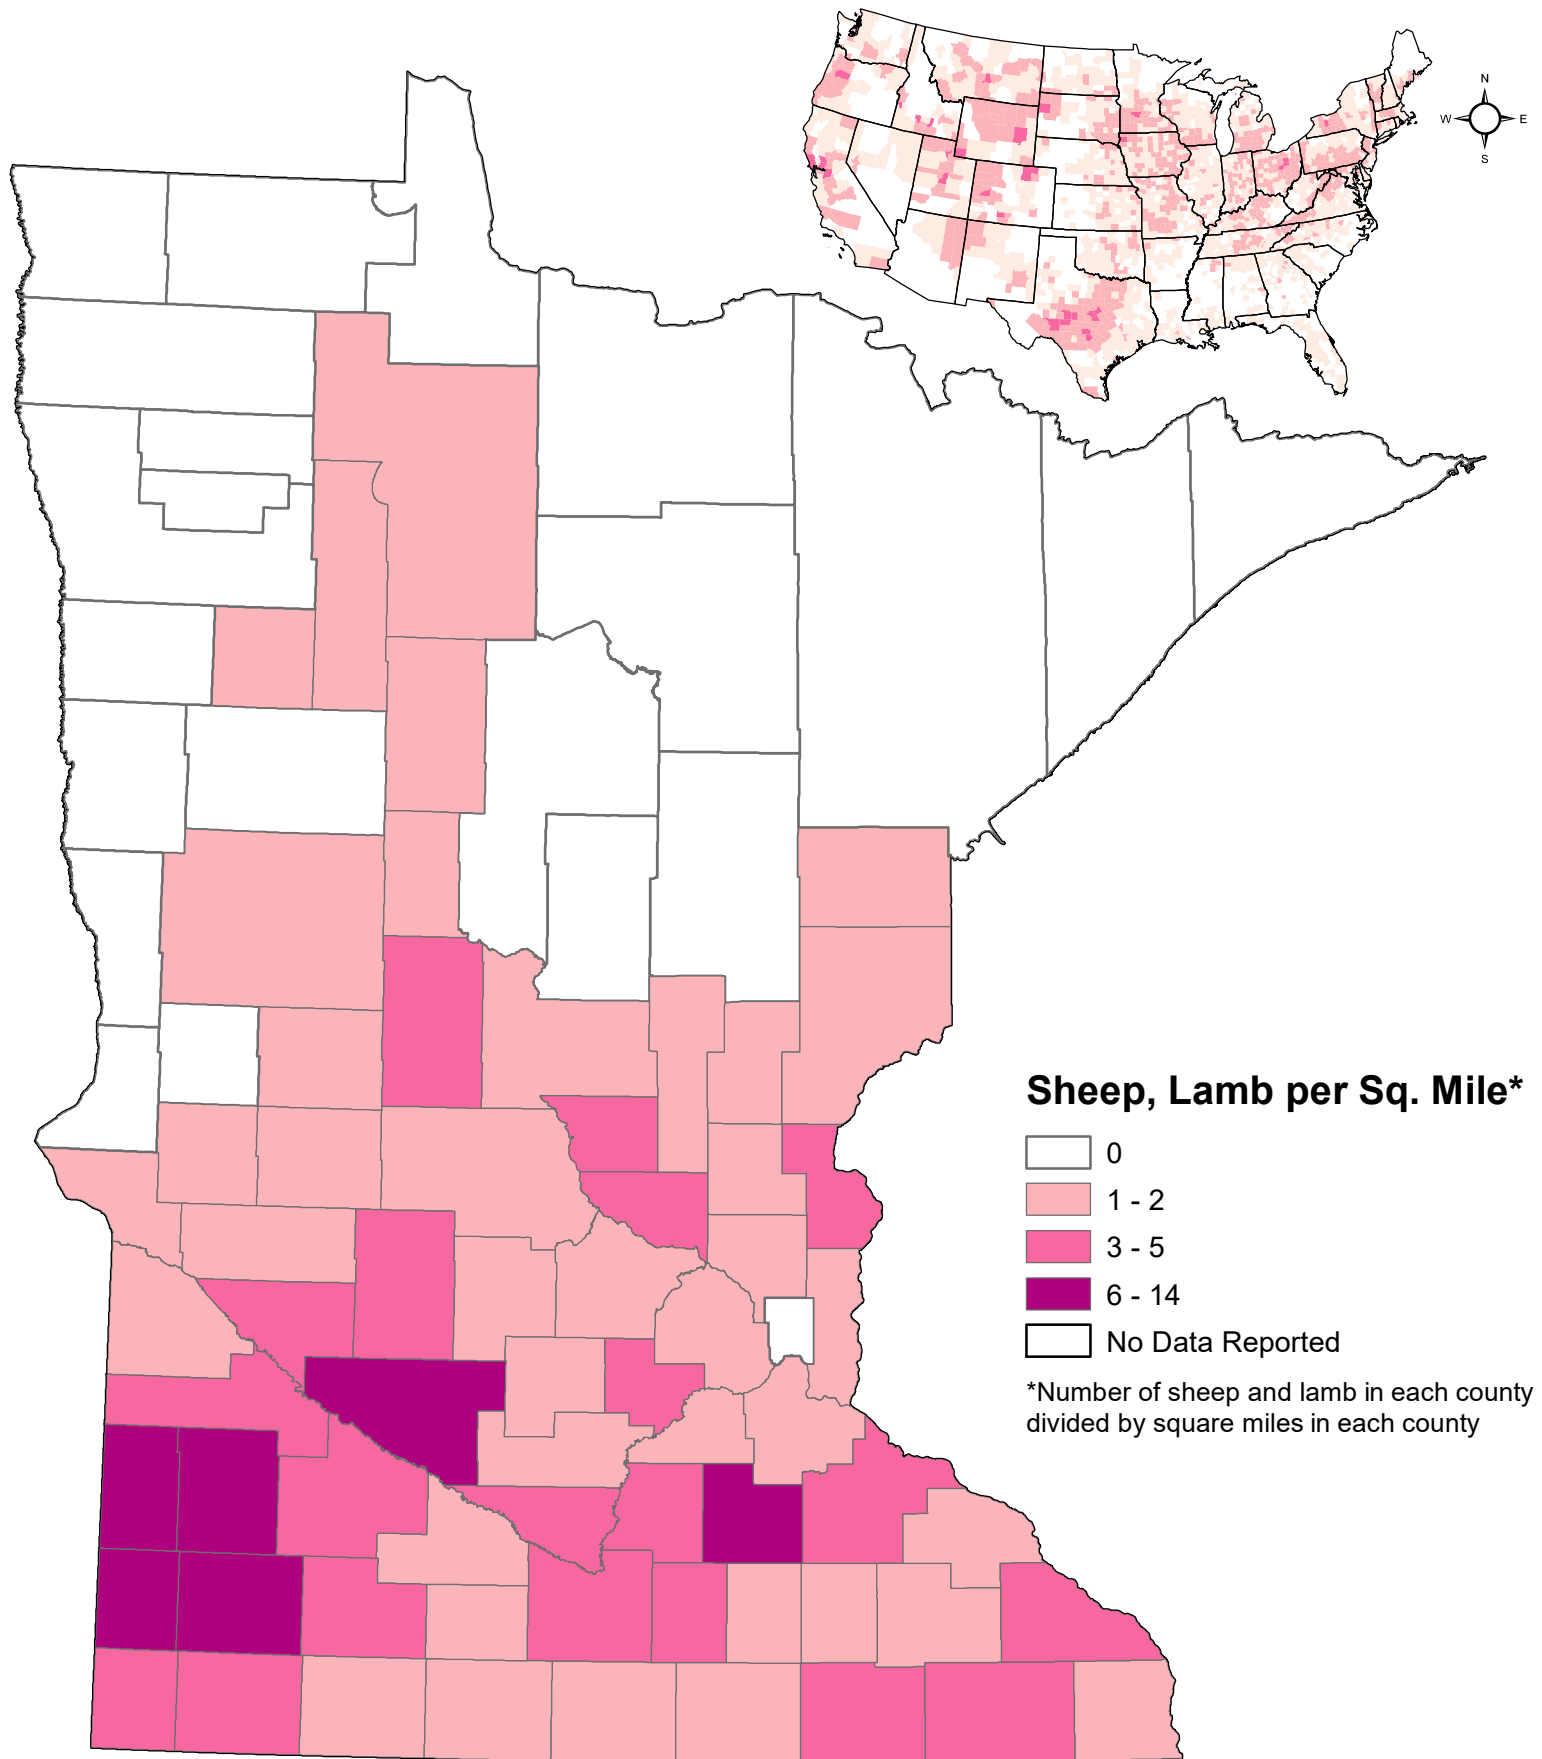 N
W E
S
Sheep, Lamb per Sq. Mile*
0
1 - 2
3 - 5
6 - 14
No Data Reported
*Number of sheep and lamb in each county
divided by square miles in each county